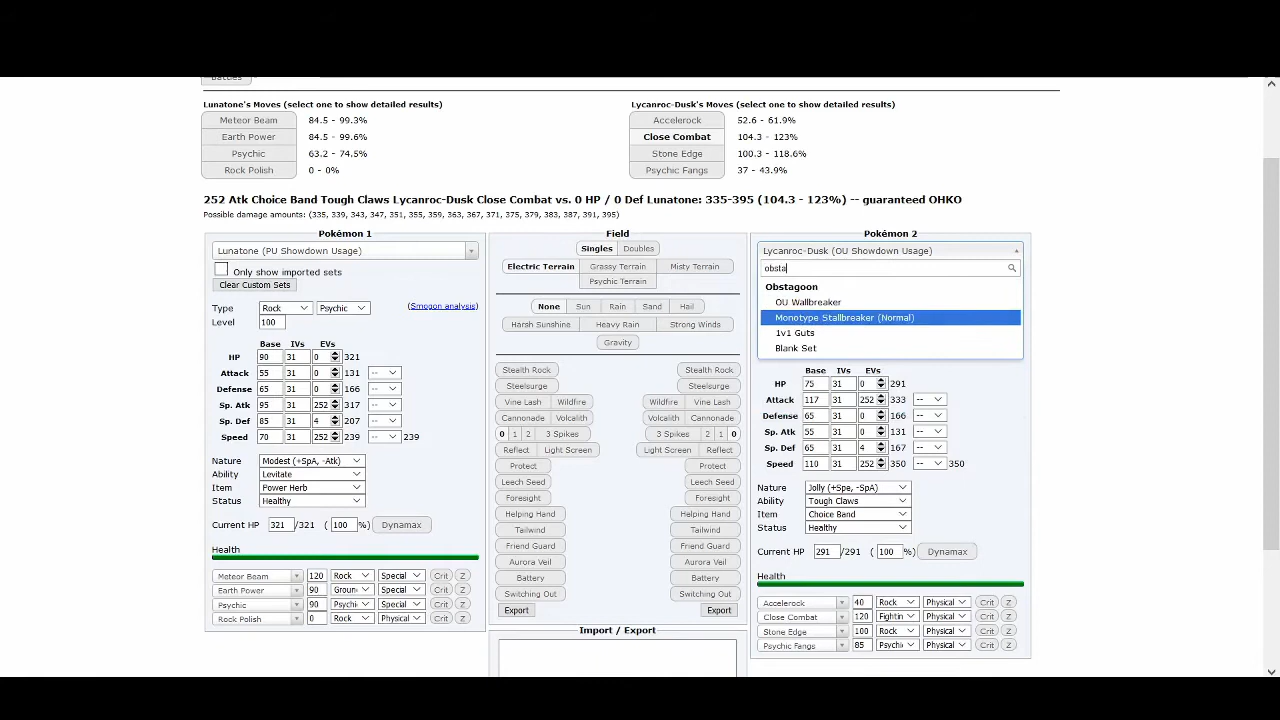 Battles
Lunatone's Moves (select one to show detailed results)
Meteor Beam 84.5 - 99.3%
Earth Power 84.5 - 99.6%
Psychic 63.2 - 74.5%
Rock Polish 0 - 0%
Lycanroc-Dusk's Moves (select one to show detailed results)
Accelerock 52.6 - 61.9%
Close Combat 104.3 - 123%
Stone Edge 100.3 - 118.6%
Psychic Fangs 37 - 43.9%
252 Atk Choice Band Tough Claws Lycanroc-Dusk Close Combat vs. 0 HP / 0 Def Lunatone: 335-395 (104.3 - 123%) -- guaranteed OHKO
Possible damage amounts: (335, 339, 343, 347, 351, 355, 359, 363, 367, 371, 375, 379, 383, 387, 391, 395)
Pokémon 1
Lunatone (PU Showdown Usage)
Only show imported sets
Clear Custom Sets
Type Rock Psychic (Smogon analysis)
Level 100
Base IVs EVs
HP 90 31 0 321
Attack 55 31 0 131 --
Defense 65 31 0 166 --
Sp. Atk 95 31 252 317 --
Sp. Def 85 31 4 207 --
Speed 70 31 252 239 -- 239
Nature Modest (+SpA, -Atk)
Ability Levitate
Item Power Herb
Status Healthy
Current HP 321 /321 ( 100 %) Dynamax
Health
Meteor Beam 120 Rock Special Crit Z
Earth Power 90 Groun Special Crit Z
Psychic 90 Psychi Special Crit Z
Rock Polish 0 Rock Physical Crit Z
Field
Singles Doubles
Electric Terrain Grassy Terrain Misty Terrain
Psychic Terrain
None Sun Rain Sand Hail
Harsh Sunshine Heavy Rain Strong Winds
Gravity
Stealth Rock Stealth Rock
Steelsurge Steelsurge
Vine Lash Wildfire Wildfire Vine Lash
Cannonade Volcalith Volcalith Cannonade
0 1 2 3 Spikes 3 Spikes 2 1 0
Reflect Light Screen Light Screen Reflect
Protect Protect
Leech Seed Leech Seed
Foresight Foresight
Helping Hand Helping Hand
Tailwind Tailwind
Friend Guard Friend Guard
Aurora Veil Aurora Veil
Battery Battery
Switching Out Switching Out
Export Export
Import / Export
Pokémon 2
Lycanroc-Dusk (OU Showdown Usage)
obsta
Obstagoon
OU Wallbreaker
Monotype Stallbreaker (Normal)
1v1 Guts
Blank Set
Base IVs EVs
HP 75 31 0 291
Attack 117 31 252 333 --
Defense 65 31 0 166 --
Sp. Atk 55 31 0 131 --
Sp. Def 65 31 4 167 --
Speed 110 31 252 350 -- 350
Nature Jolly (+Spe, -SpA)
Ability Tough Claws
Item Choice Band
Status Healthy
Current HP 291 /291 ( 100 %) Dynamax
Health
Accelerock 40 Rock Physical Crit Z
Close Combat 120 Fightin Physical Crit Z
Stone Edge 100 Rock Physical Crit Z
Psychic Fangs 85 Psychi Physical Crit Z